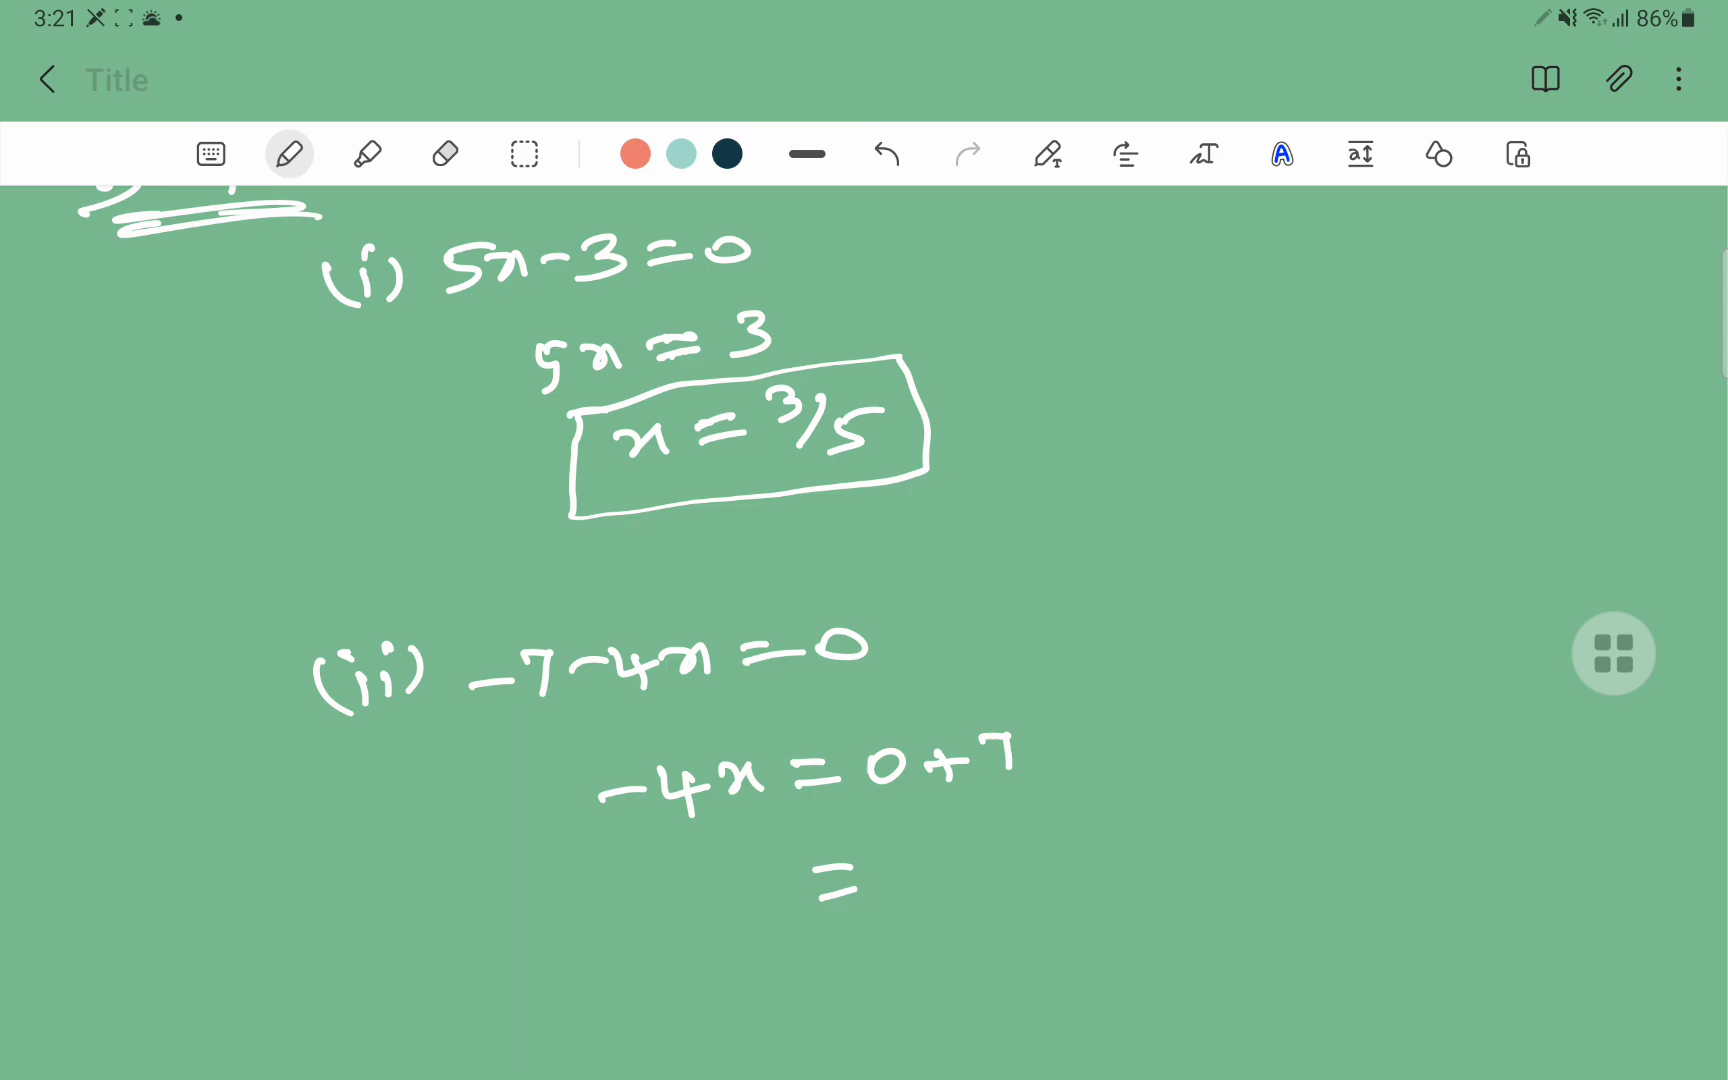 3:21 86%
Title
(i) 5x-3=0
5x = 3
x = 3/5
(ii) -7-4x=0
-4x = 0+7
=